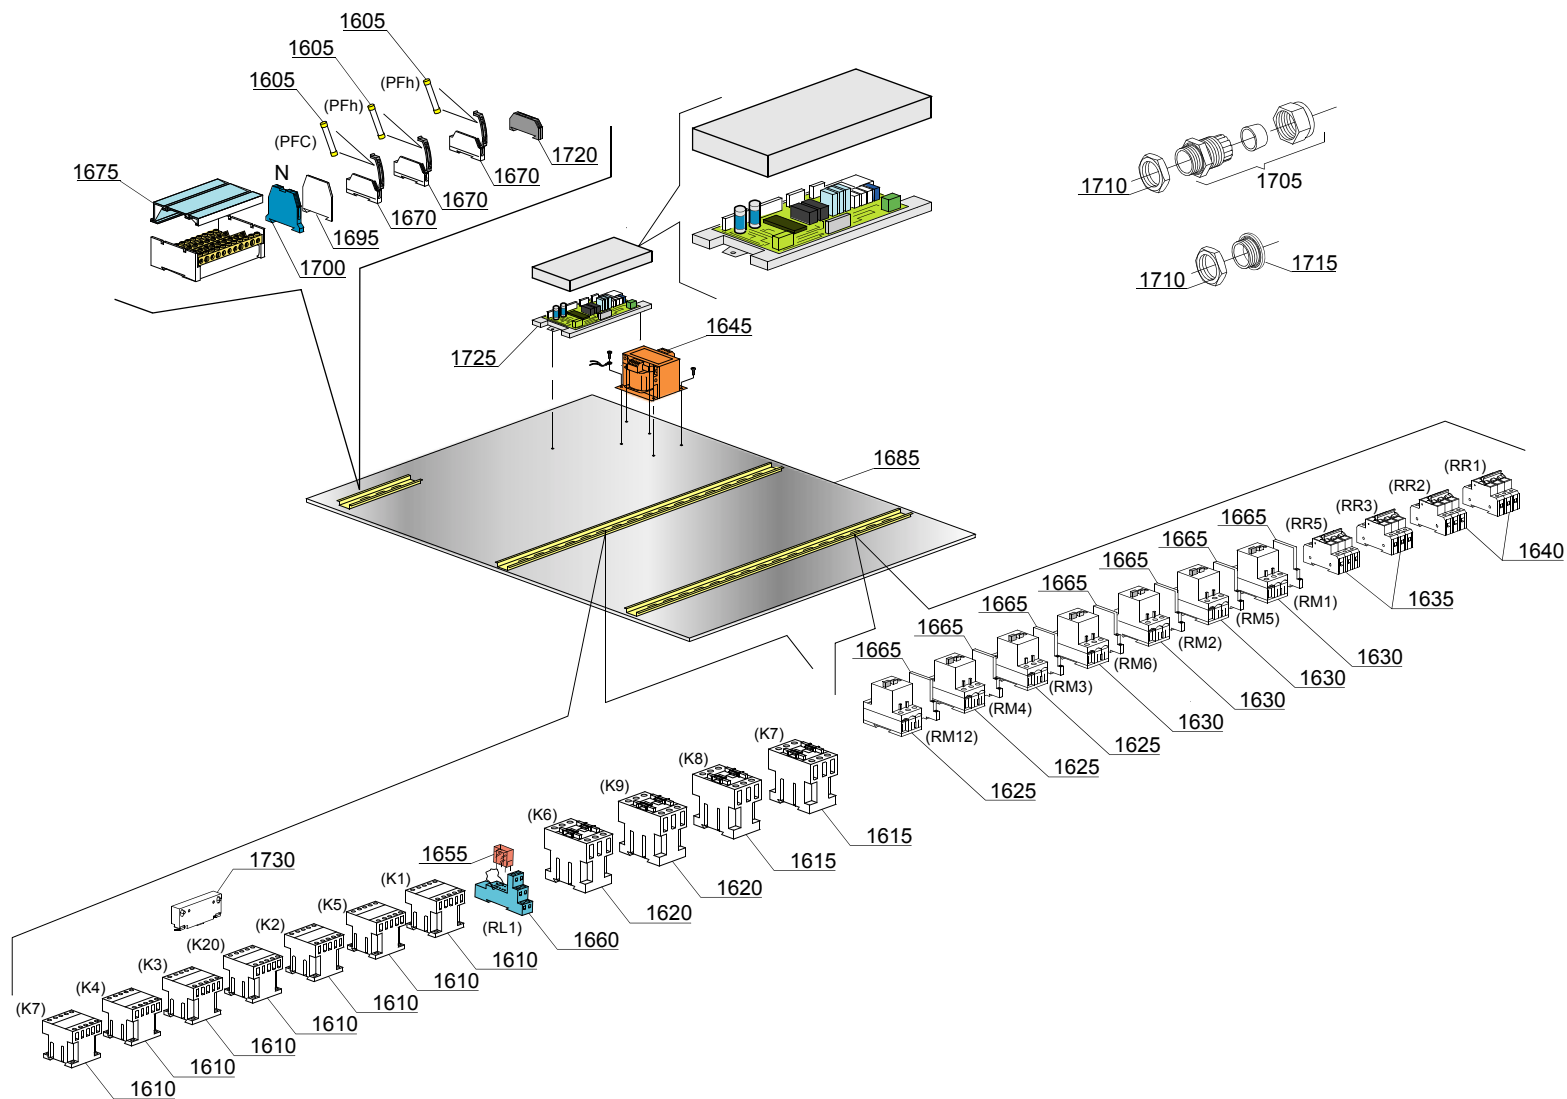 1605
1605
1605
(PFh)
(PFh)
(PFC)
1720
1675
N
1670
1670
1670
1695
1700
1710
1705
1710
1715
1645
1725
1685
(RR1)
(RR2)
(RR3)
(RR5)
1640
1635
1665
1665
1665
1665
1665
1665
1665
(RM1)
(RM5)
(RM2)
(RM6)
(RM3)
(RM4)
(RM12)
1630
1630
1630
1630
1625
1625
1625
(K7)
(K8)
(K9)
(K6)
1615
1615
1620
1620
1655
(RL1)
1660
1730
(K1)
(K5)
(K2)
(K20)
(K3)
(K4)
(K7)
1610
1610
1610
1610
1610
1610
1610